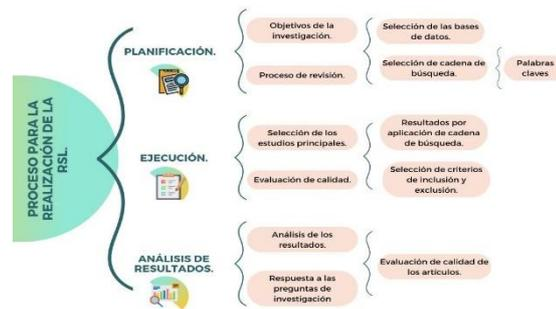 PROCESO PARA LA
REALIZACIÓN DE LA
RSL.
PLANIFICACIÓN.
Objetivos de la
investigación.
Proceso de revisión.
Selección de las bases
de datos.
Selección de cadena de
búsqueda.
Palabras
claves
EJECUCIÓN.
Selección de los
estudios principales.
Evaluación de calidad.
Resultados por
aplicación de cadena
de búsqueda.
Selección de criterios
de inclusión y
exclusión.
ANÁLISIS DE
RESULTADOS.
Análisis de los
resultados.
Respuesta a las
preguntas de
investigación
Evaluación de calidad de
los artículos.